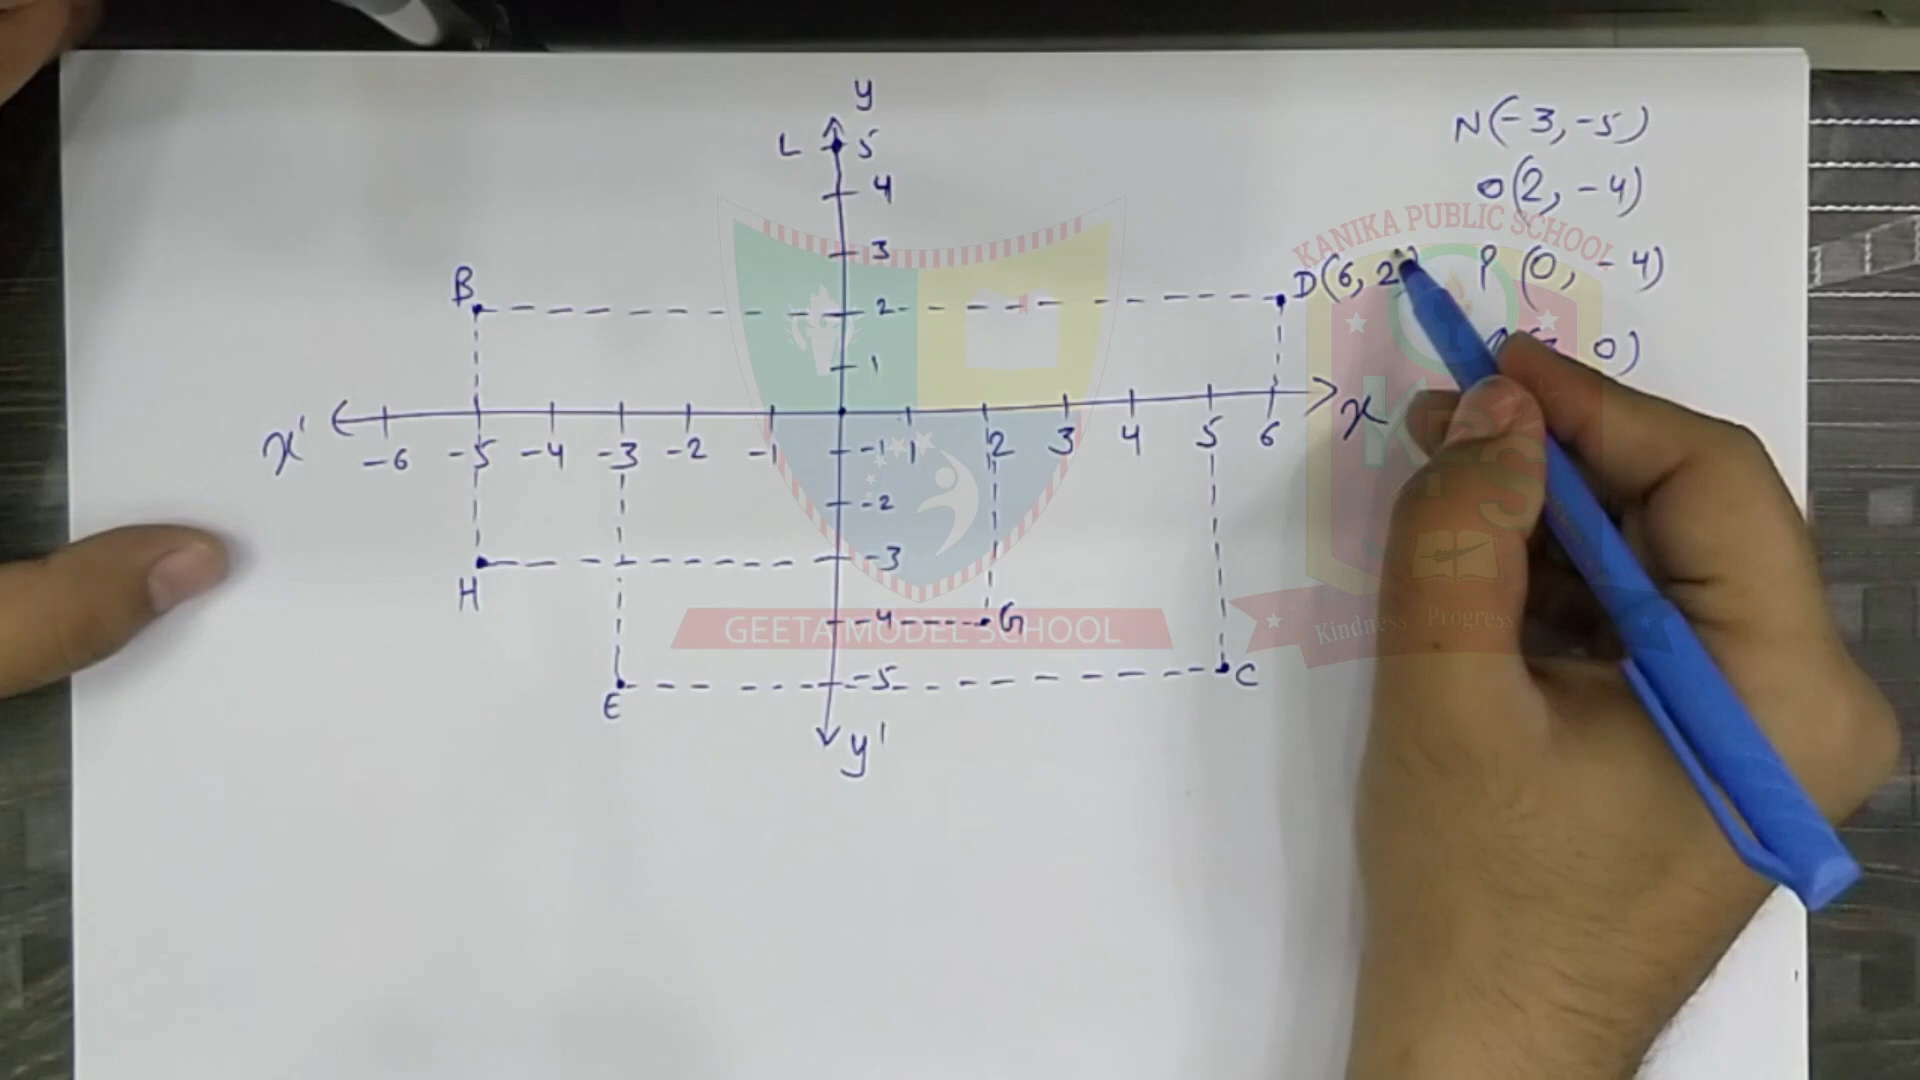 y
L 5
4
3
B
2
D(6, 2)
1
x'
-6 -5 -4 -3 -2 -1
1 2 3 4 5 6
x
-1
-2
-3
H
-4
G
-5
E
C
y'
N(-3,-5)
O(2, -4)
P (0, -4)
0)
KANIKA PUBLIC SCHOOL
KPS
Kindness Progress
GEETA MODEL SCHOOL